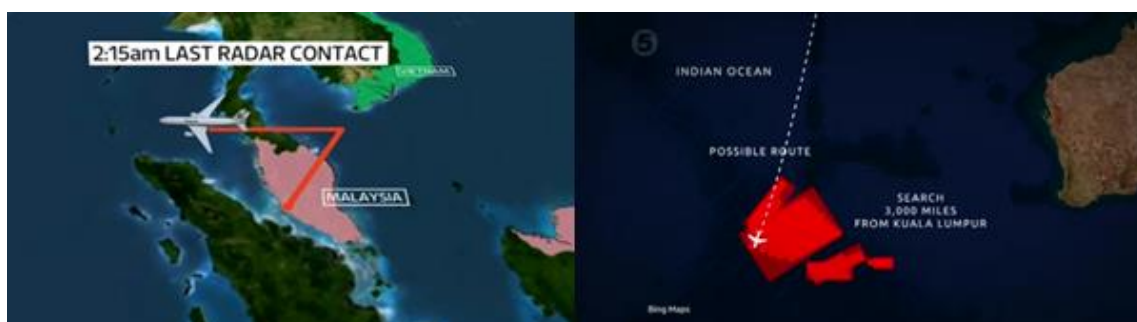 2:15am LAST RADAR CONTACT
VIETNAM
MALAYSIA
5
INDIAN OCEAN
POSSIBLE ROUTE
SEARCH
3,000 MILES
FROM KUALA LUMPUR
Bing Maps